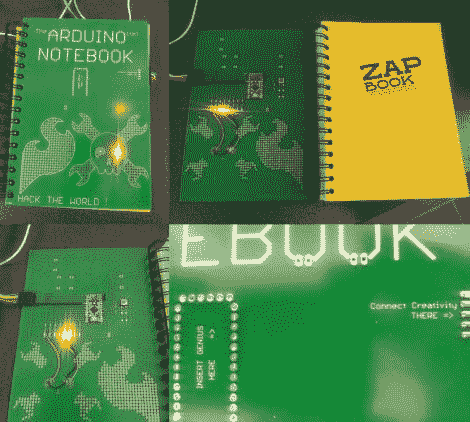 The ARDUINO
NOTEBOOK
HACK THE WORLD !
ZAP
BOOK
EBOOK
INSERT GENIUS =>
HERE
Connect Creativity
THERE =>